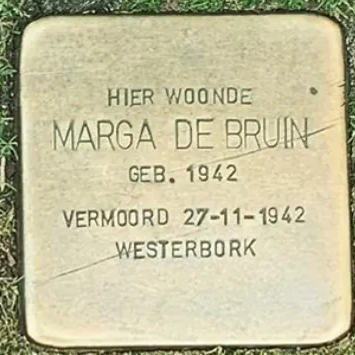 HIER WOONDE
MARGA DE BRUIN
GEB. 1942
VERMOORD 27-11-1942
WESTERBORK